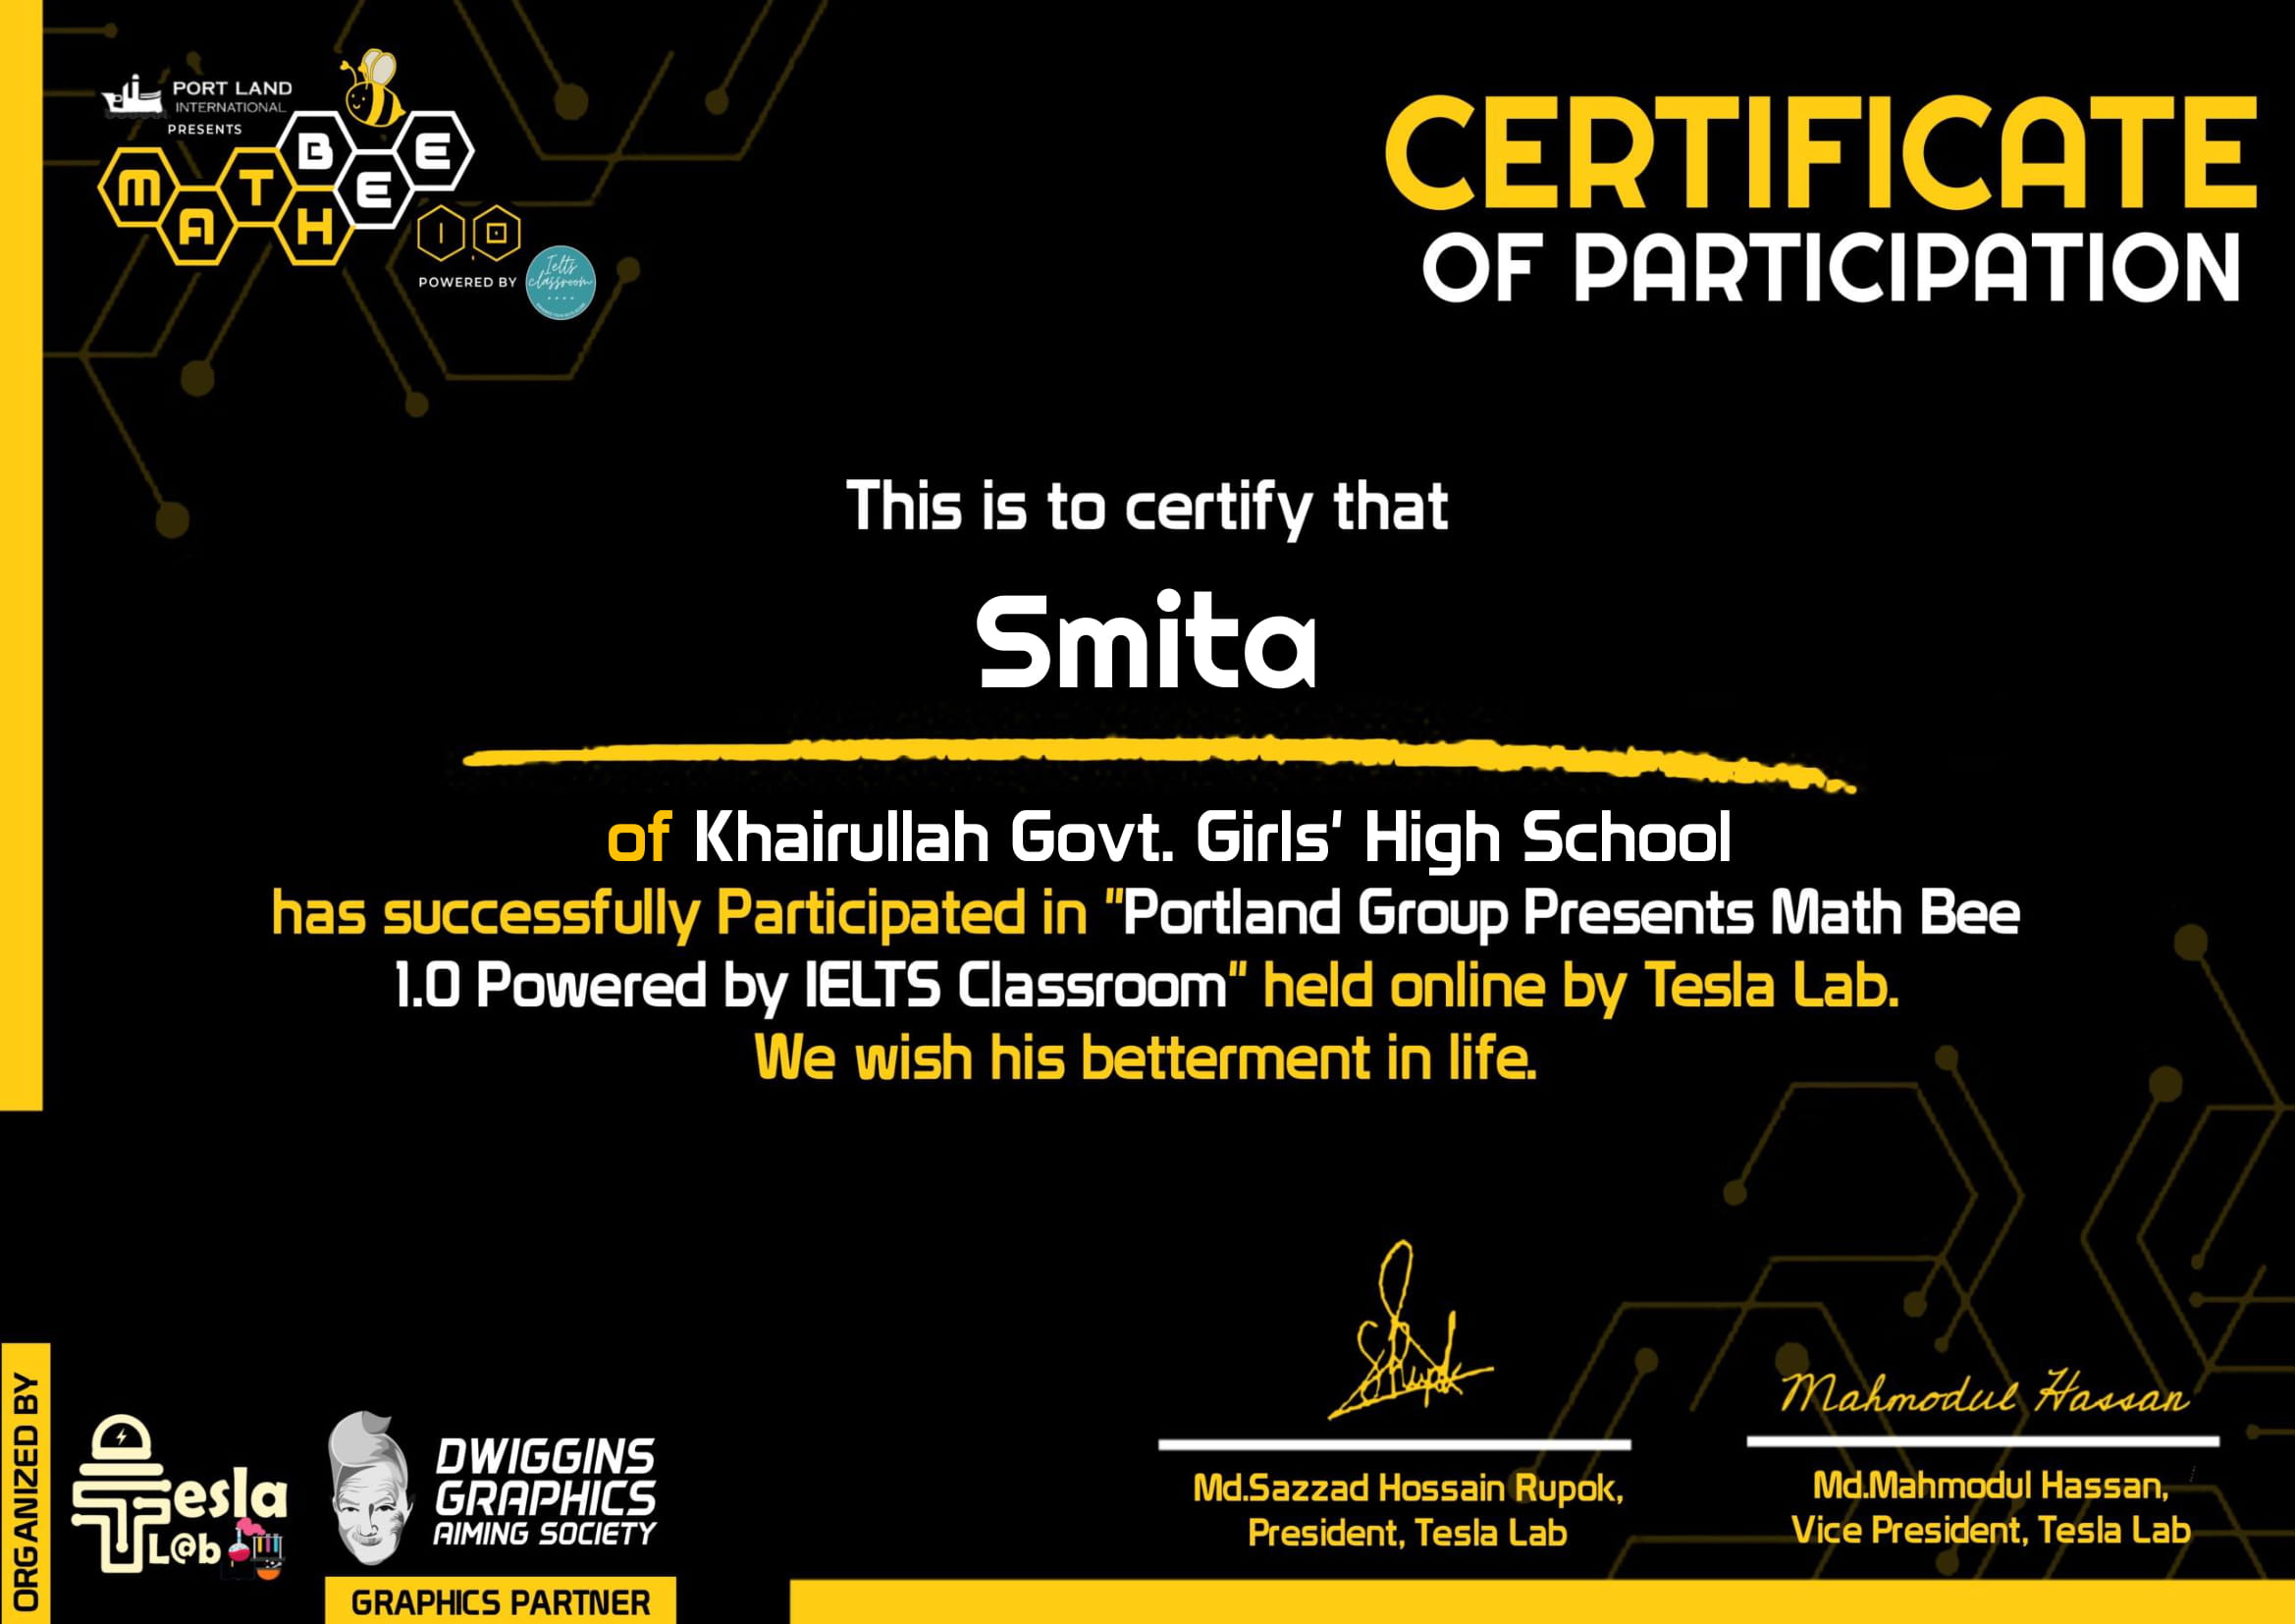 PORT LAND
INTERNATIONAL
PRESENTS
MATH BEE
1.0
POWERED BY
Ielts
classroom
CERTIFICATE
OF PARTICIPATION
This is to certify that
Smita
of Khairullah Govt. Girls' High School
has successfully Participated in "Portland Group Presents Math Bee
1.0 Powered by IELTS Classroom" held online by Tesla Lab.
We wish his betterment in life.
ORGANIZED BY
Tesla
L@b
DWIGGINS
GRAPHICS
AIMING SOCIETY
GRAPHICS PARTNER
SRupok
Md.Sazzad Hossain Rupok,
President, Tesla Lab
Mahmodul Hassan
Md.Mahmodul Hassan,
Vice President, Tesla Lab